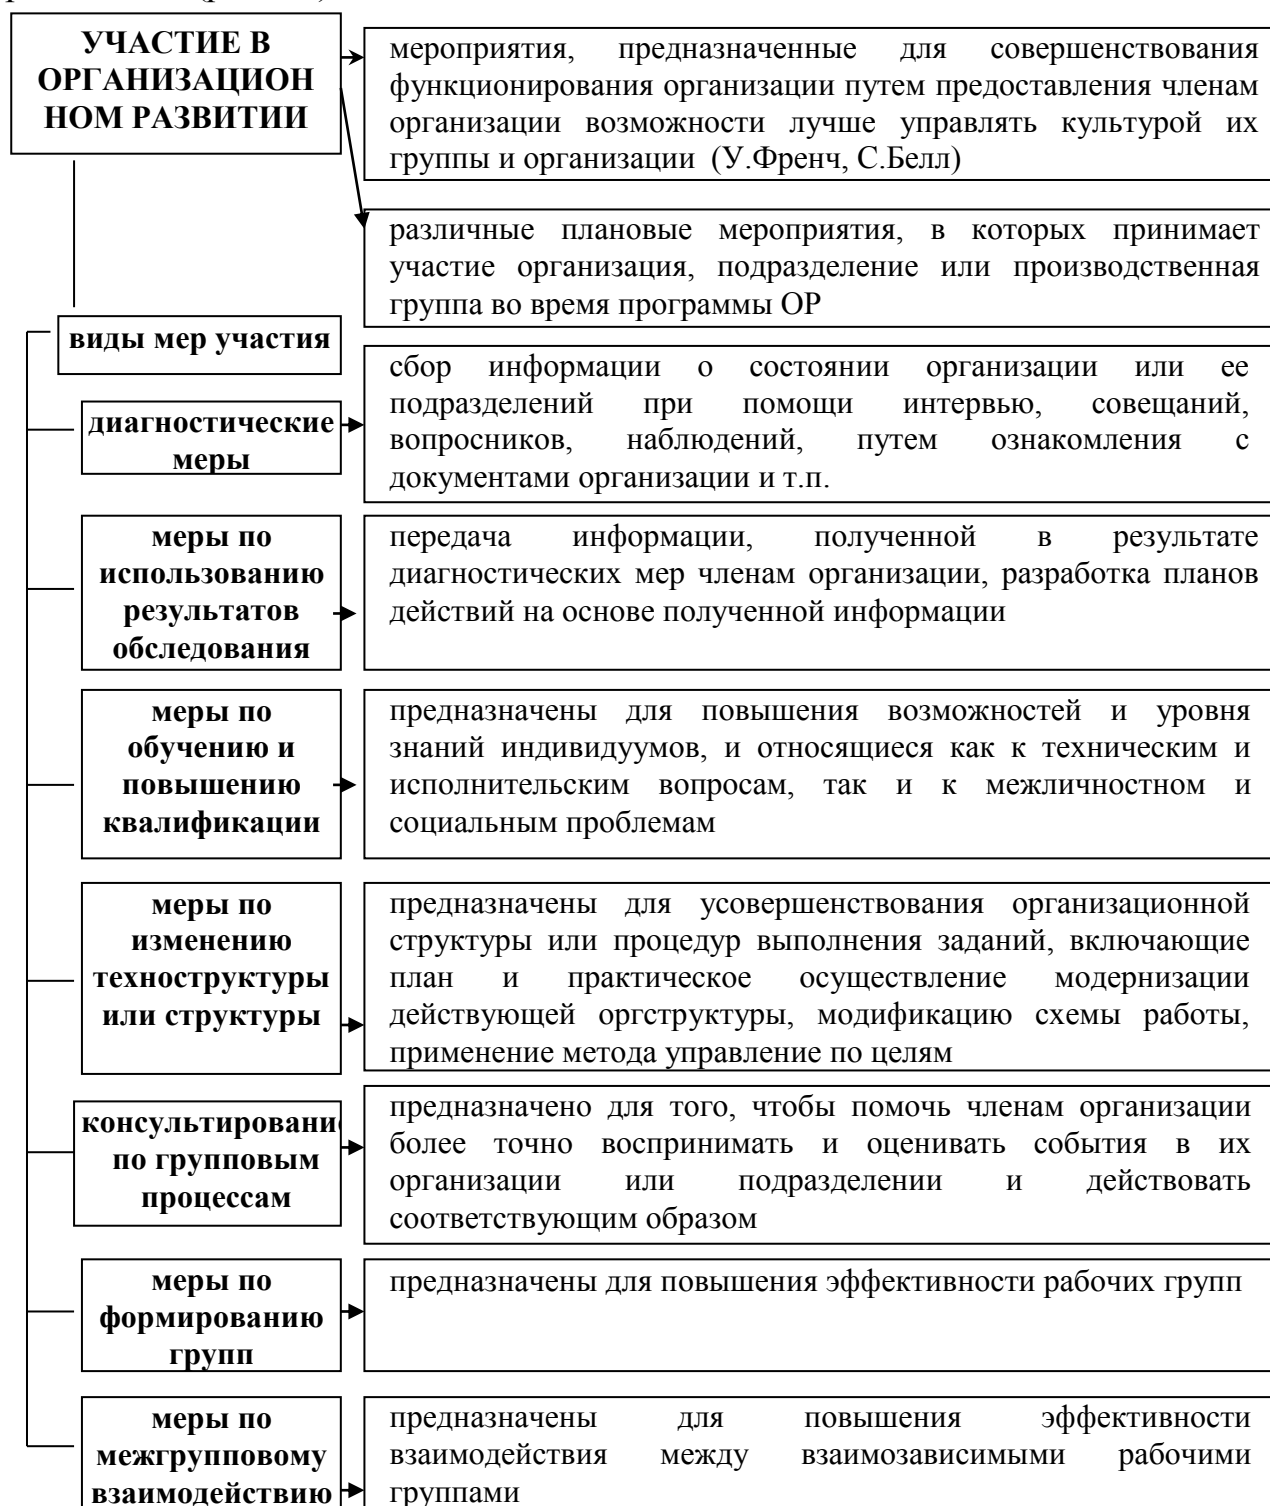 УЧАСТИЕ В
ОРГАНИЗАЦИОН
НОМ РАЗВИТИИ
мероприятия, предназначенные для совершенствования
функционирования организации путем предоставления членам
организации возможности лучше управлять культурой их
группы и организации (У.Френч, С.Белл)
различные плановые мероприятия, в которых принимает
участие организация, подразделение или производственная
группа во время программы ОР
виды мер участия
диагностические
меры
сбор информации о состоянии организации или ее
подразделений при помощи интервью, совещаний,
вопросников, наблюдений, путем ознакомления с
документами организации и т.п.
меры по
использованию
результатов
обследования
передача информации, полученной в результате
диагностических мер членам организации, разработка планов
действий на основе полученной информации
меры по
обучению и
повышению
квалификации
предназначены для повышения возможностей и уровня
знаний индивидуумов, и относящиеся как к техническим и
исполнительским вопросам, так и к межличностном и
социальным проблемам
меры по
изменению
техноструктуры
или структуры
предназначены для усовершенствования организационной
структуры или процедур выполнения заданий, включающие
план и практическое осуществление модернизации
действующей оргструктуры, модификацию схемы работы,
применение метода управление по целям
консультировани
по групповым
процессам
предназначено для того, чтобы помочь членам организации
более точно воспринимать и оценивать события в их
организации или подразделении и действовать
соответствующим образом
меры по
формированию
групп
предназначены для повышения эффективности рабочих групп
меры по
межгрупповому
взаимодействию
предназначены для повышения эффективности
взаимодействия между взаимозависимыми рабочими
группами